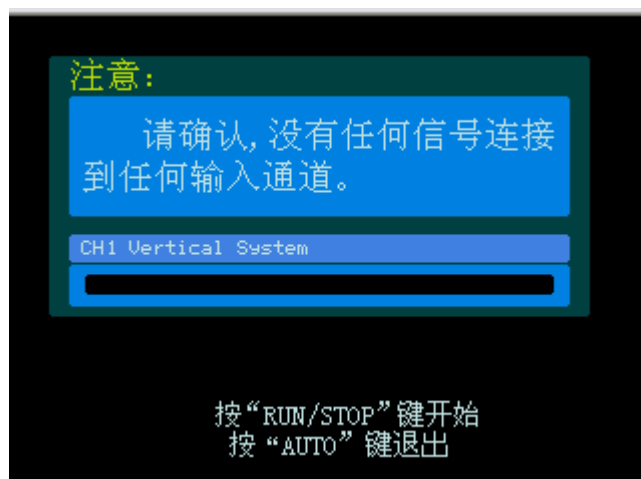 注意：
请确认，没有任何信号连接
到任何输入通道。
CH1 Vertical System
按“RUN/STOP”键开始
按 “AUTO” 键退出